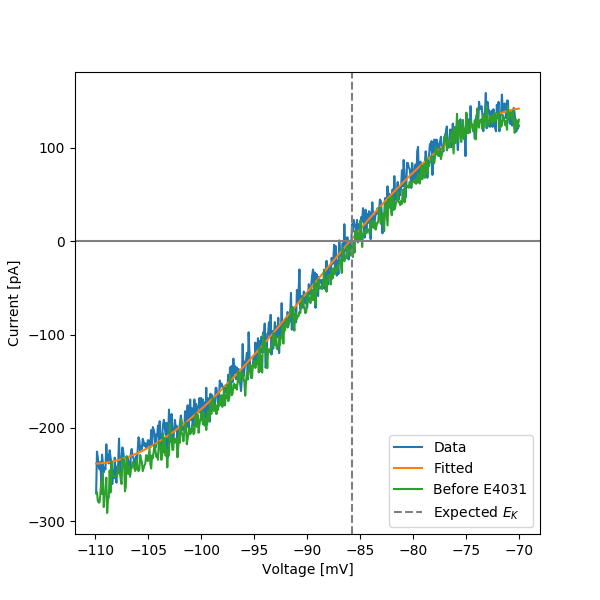 100
0
−100
−200
−300
Current [pA]
Data
Fitted
Before E4031
Expected E_K
−110
−105
−100
−95
−90
−85
−80
−75
−70
Voltage [mV]